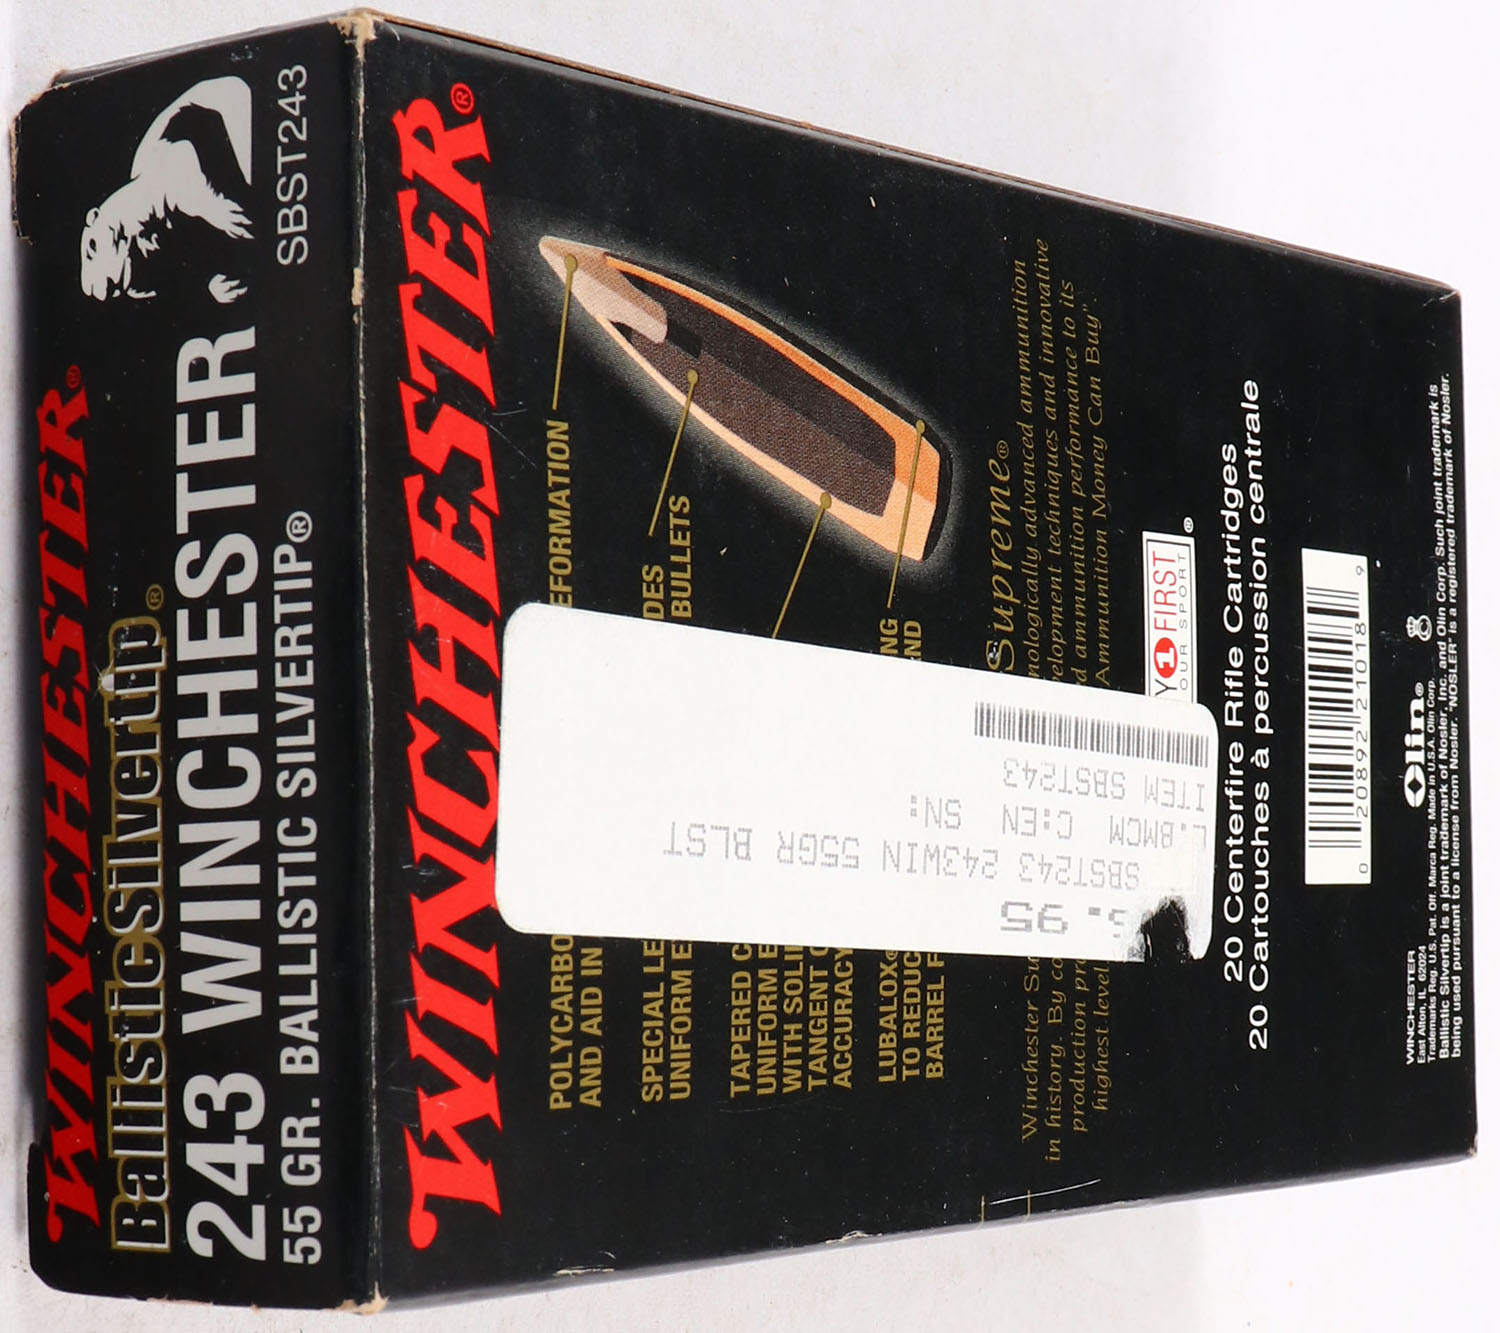 WINCHESTER®
BallisticSilvertip®
243 WINCHESTER
55 GR. BALLISTIC SILVERTIP®
SBST243
WINCHESTER®
POLYCARBO EFORMATION
AND AID IN
SPECIAL LE DES
UNIFORM E BULLETS
TAPERED C
UNIFORM E
WITH SOLI
TANGENT O
ACCURACY
LUBALOX® NG
TO REDUC ND
BARREL F
Supreme®
Winchester Su nologically advanced ammunition
in history. By co elopment techniques and innovative
production pro d ammunition performance to its
highest level Ammunition Money Can Buy".
Y1FIRST®
OUR SPORT
20 Centerfire Rifle Cartridges
20 Cartouches à percussion centrale
0 20892 21018 9
Olin®
WINCHESTER
East Alton, IL 62024
Trademarks Reg. U.S. Pat. Off. Marca Reg. Made in U.S.A. Olin Corp.
Ballistic Silvertip is a joint trademark of Nosler, Inc. and Olin Corp. Such joint trademark is
being used pursuant to a license from Nosler. "NOSLER" is a registered trademark of Nosler.
ITEM SBST243
L.BMCM C:EN SN:
SBST243 243WIN 55GR BLST
.95